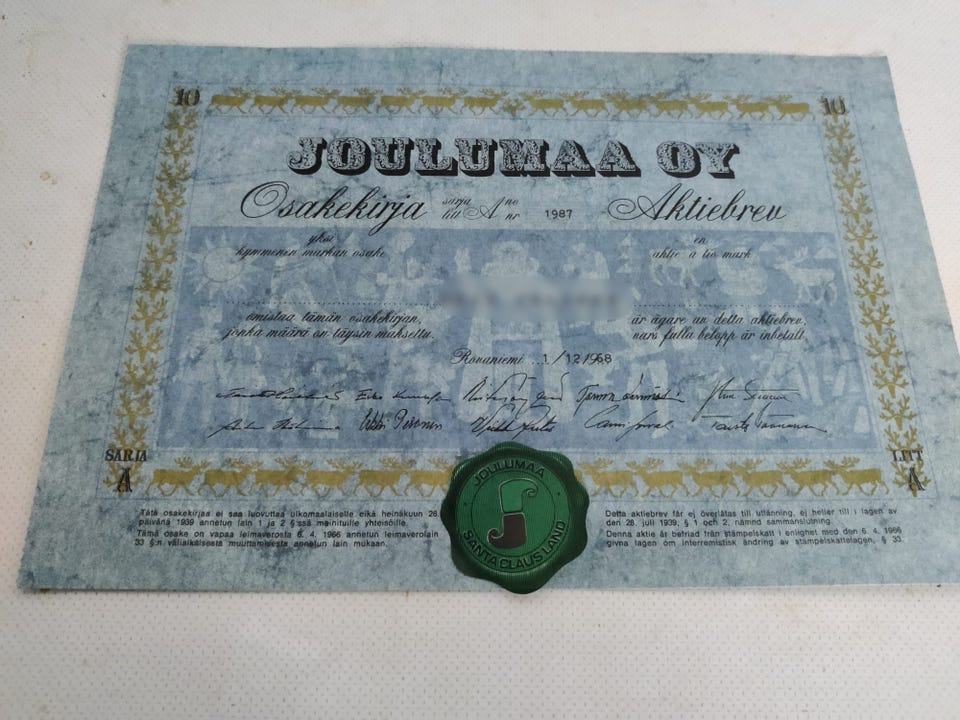 10 10
JOULUMAA OY
Osakekirja sarja litt A no nr 1987 Aktiebrev
yksi en
kymmenen markan osake aktie à tio mark
omistaa tämän osakekirjan, är ägare av detta aktiebrev,
jonka määrä on täysin maksettu. vars fulla belopp är inbetalt.
Rovaniemi 1/12/1968
SARJA LITT
A A
Tätä osakekirjaa ei saa luovuttaa ulkomaalaiselle eikä heinäkuun 28.
päivänä 1939 annetun lain 1 ja 2 §:ssä mainituille yhteisöille.
Tämä osake on vapaa leimaverosta 6. 4. 1966 annetun leimaverolain
33 §:n väliaikaisesta muuttamisesta annetun lain mukaan.
Detta aktiebrev får ej överlåtas till utlänning, ej heller till i lagen av
den 28. juli 1939, § 1 och 2, nämnd sammanslutning.
Denna aktie är befriad från stämpelskatt i enlighet med den 6. 4. 1966
givna lagen om interremistisk ändring av stämpelskattelagen, § 33.
JOULUMAA
SANTA CLAUS LAND